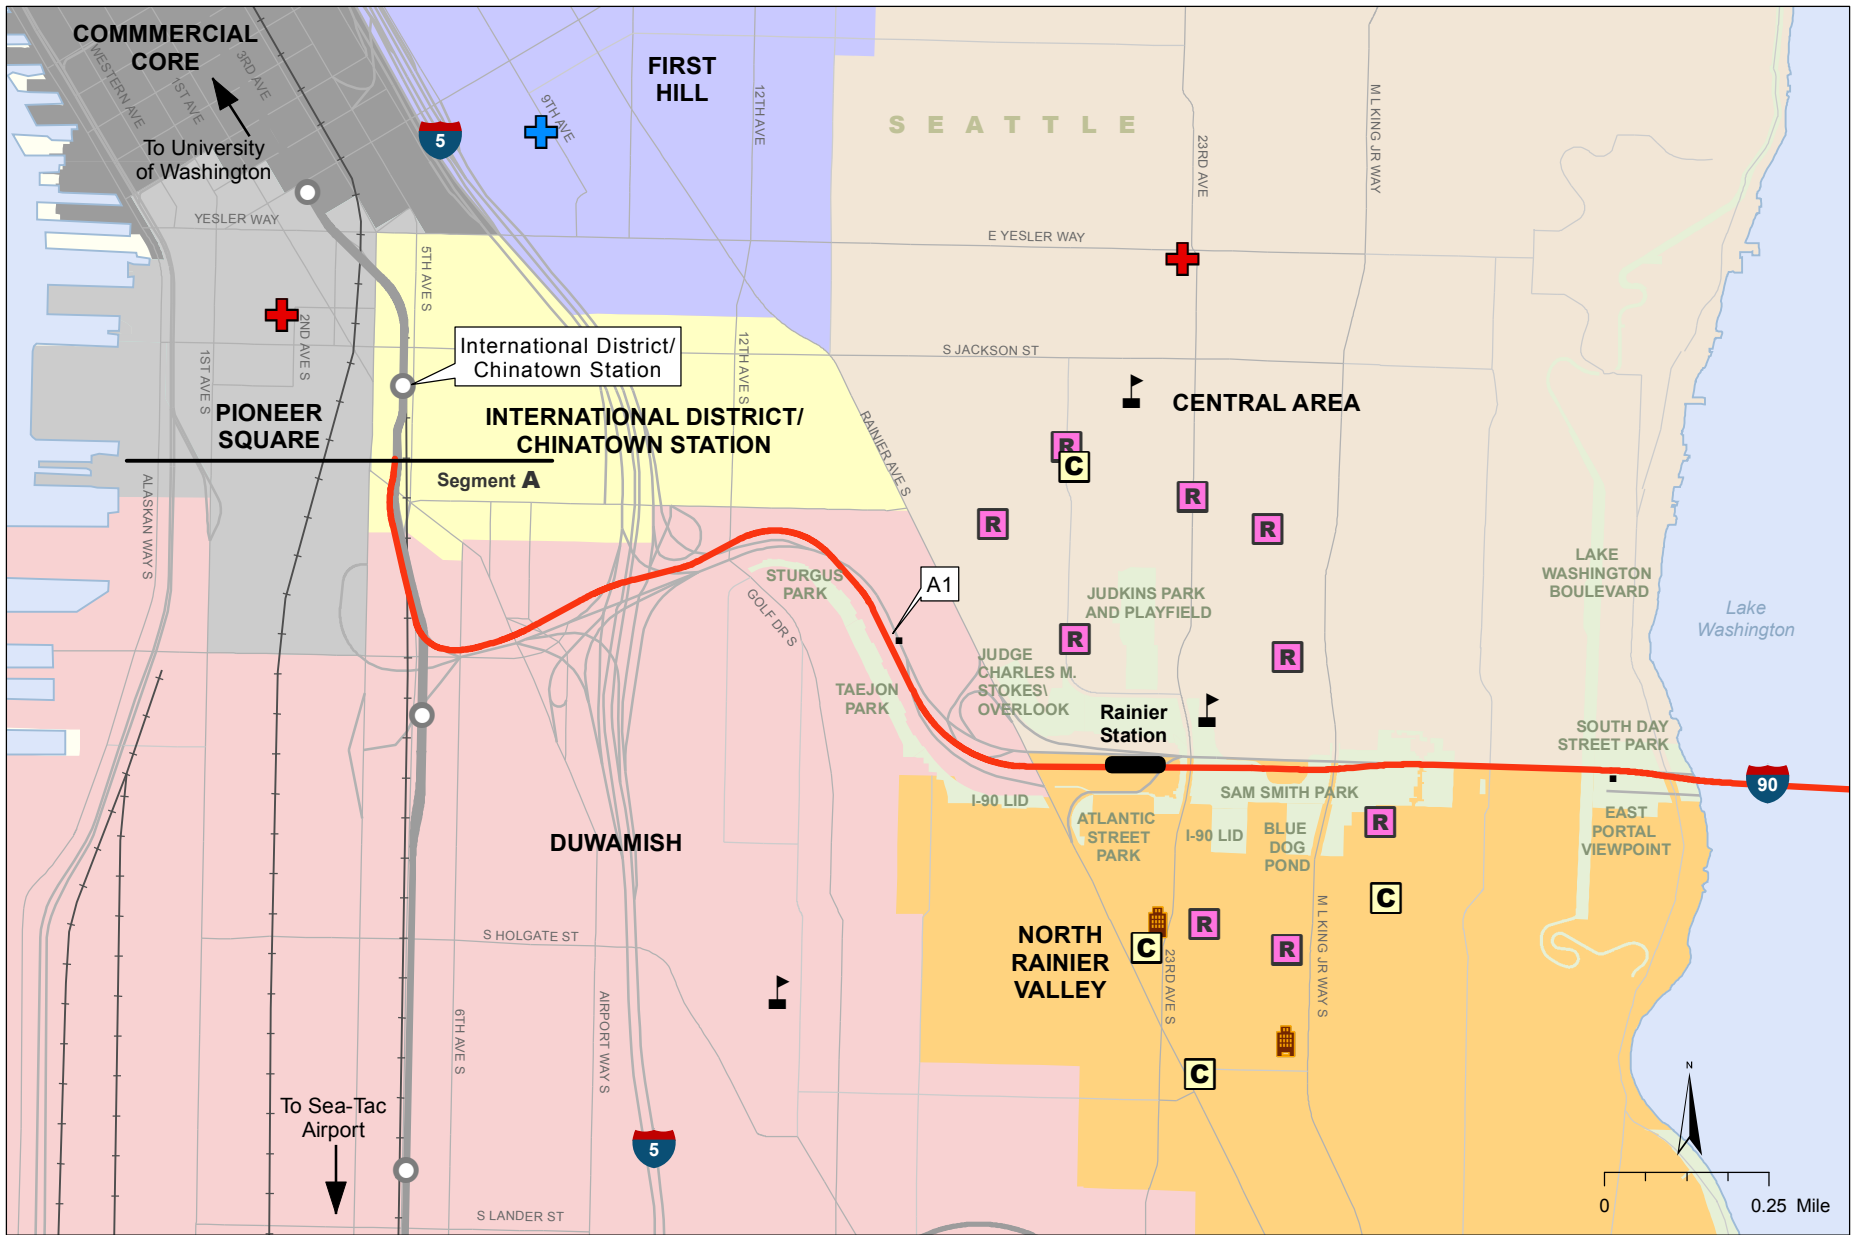 COMMMERCIAL
CORE
WESTERN AVE
1ST AVE
3RD AVE
To University
of Washington
5
9TH AVE
FIRST
HILL
12TH AVE
S E A T T L E
23RD AVE
M L KING JR WAY
YESLER WAY
E YESLER WAY
5TH AVE S
2ND AVE S
1ST AVE S
International District/
Chinatown Station
12TH AVE S
S JACKSON ST
RAINIER AVE S
CENTRAL AREA
PIONEER
SQUARE
INTERNATIONAL DISTRICT/
CHINATOWN STATION
Segment A
ALASKAN WAY S
R
C
R
R
R
STURGUS
PARK
GOLF DR S
A1
JUDKINS PARK
AND PLAYFIELD
LAKE
WASHINGTON
BOULEVARD
Lake
Washington
R
R
JUDGE
CHARLES M.
STOKES\
OVERLOOK
TAEJON
PARK
Rainier
Station
SOUTH DAY
STREET PARK
90
I-90 LID
SAM SMITH PARK
ATLANTIC
STREET
PARK
I-90 LID
BLUE
DOG
POND
R
EAST
PORTAL
VIEWPOINT
DUWAMISH
C
NORTH
RAINIER
VALLEY
C
R
R
23RD AVE S
M L KING JR WAY S
S HOLGATE ST
6TH AVE S
AIRPORT WAY S
C
To Sea-Tac
Airport
5
N
0
0.25 Mile
S LANDER ST